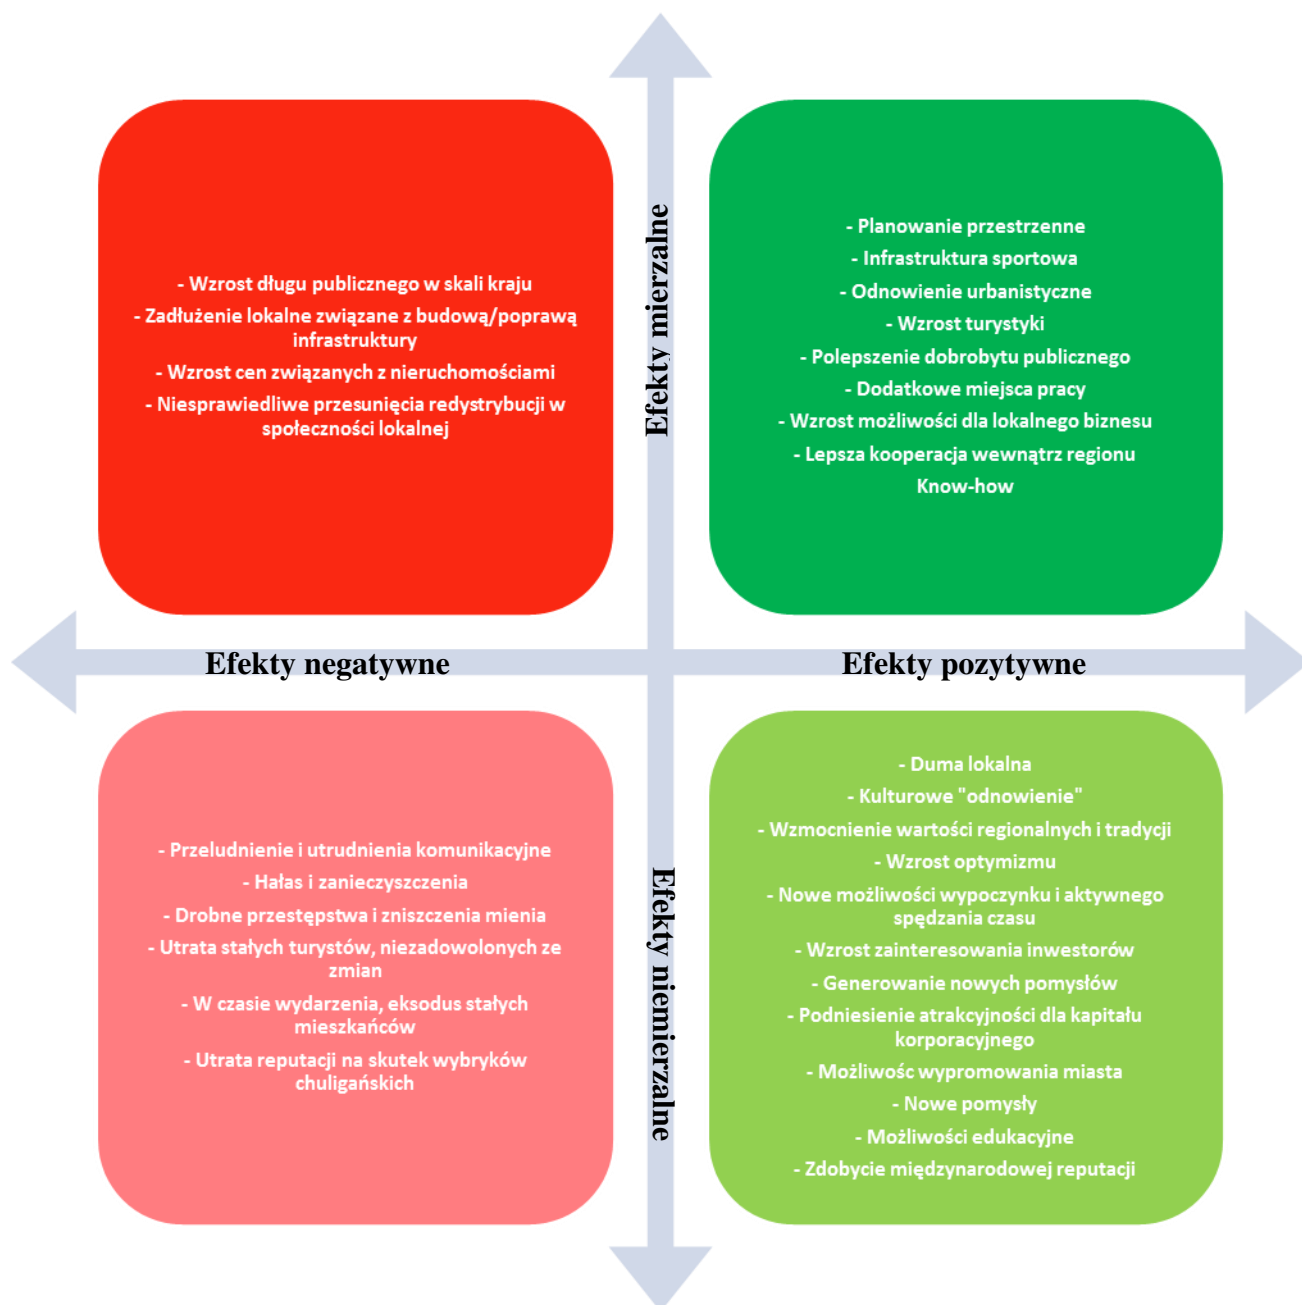 - Wzrost długu publicznego w skali kraju
- Zadłużenie lokalne związane z budową/poprawą
infrastruktury
- Wzrost cen związanych z nieruchomościami
- Niesprawiedliwe przesunięcia redystrybucji w
społeczności lokalnej
Efekty mierzalne
- Planowanie przestrzenne
- Infrastruktura sportowa
- Odnowienie urbanistyczne
- Wzrost turystyki
- Polepszenie dobrobytu publicznego
- Dodatkowe miejsca pracy
- Wzrost możliwości dla lokalnego biznesu
- Lepsza kooperacja wewnątrz regionu
Know-how
Efekty negatywne
Efekty pozytywne
- Przeludnienie i utrudnienia komunikacyjne
- Hałas i zanieczyszczenia
- Drobne przestępstwa i zniszczenia mienia
- Utrata stałych turystów, niezadowolonych ze
zmian
- W czasie wydarzenia, eksodus stałych
mieszkańców
- Utrata reputacji na skutek wybryków
chuligańskich
Efekty niemierzalne
- Duma lokalna
- Kulturowe "odnowienie"
- Wzmocnienie wartości regionalnych i tradycji
- Wzrost optymizmu
- Nowe możliwości wypoczynku i aktywnego
spędzania czasu
- Wzrost zainteresowania inwestorów
- Generowanie nowych pomysłów
- Podniesienie atrakcyjności dla kapitału
korporacyjnego
- Możliwośc wypromowania miasta
- Nowe pomysły
- Możliwości edukacyjne
- Zdobycie międzynarodowej reputacji